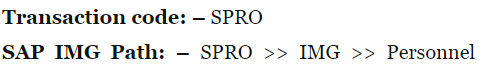 Transaction code: – SPRO
SAP IMG Path: – SPRO >> IMG >> Personnel